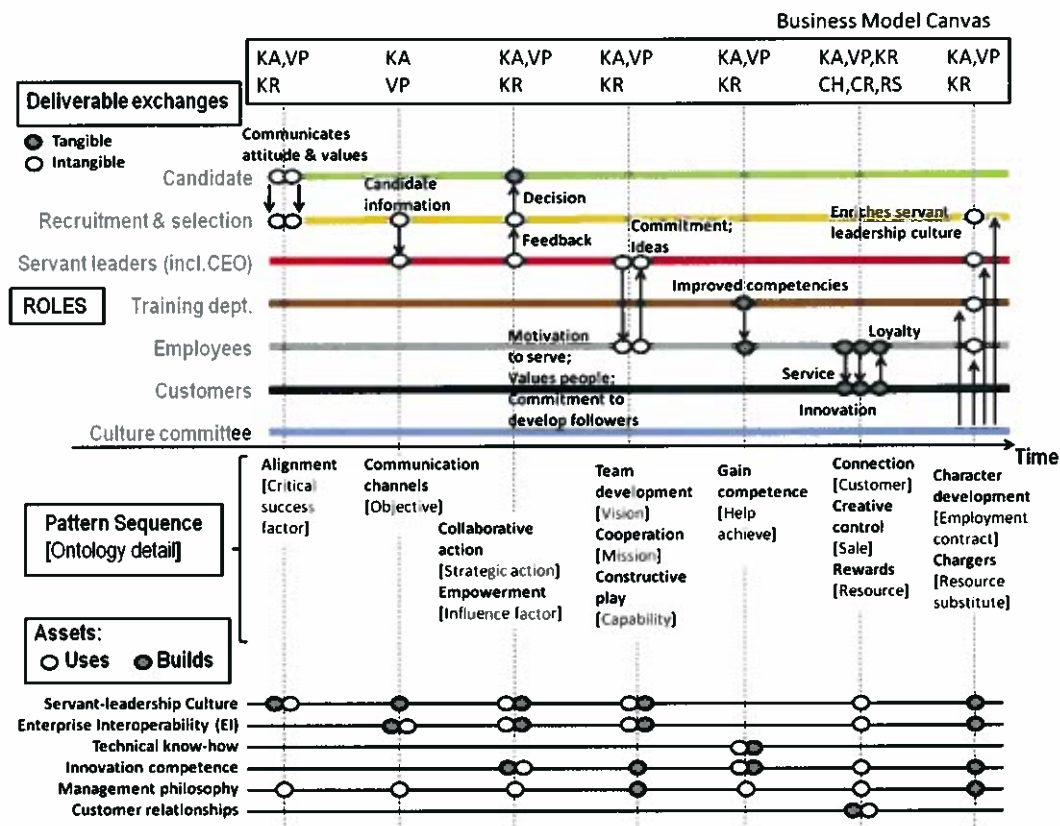 Business Model Canvas
KA,VP
KR
KA
VP
KA,VP
KR
KA,VP
KR
KA,VP
KR
KA,VP,KR
CH,CR,RS
KA,VP
KR
Deliverable exchanges
Tangible
Intangible
Communicates
attitude & values
Candidate
Candidate
information
Decision
Recruitment & selection
Feedback
Commitment;
Ideas
Enriches servant
leadership culture
Servant leaders (incl.CEO)
Improved competencies
ROLES
Training dept.
Employees
Motivation
to serve;
Values people;
Commitment to
develop followers
Loyalty
Service
Customers
Innovation
Culture committee
Time
Pattern Sequence
[Ontology detail]
Alignment
[Critical
success
factor]
Communication
channels
[Objective]
Collaborative
action
[Strategic action]
Empowerment
[Influence factor]
Team
development
[Vision]
Cooperation
[Mission]
Constructive
play
[Capability]
Gain
competence
[Help
achieve]
Connection
[Customer]
Creative
control
[Sale]
Rewards
[Resource]
Character
development
[Employment
contract]
Chargers
[Resource
substitute]
Assets:
Uses
Builds
Servant-leadership Culture
Enterprise Interoperability (EI)
Technical know-how
Innovation competence
Management philosophy
Customer relationships